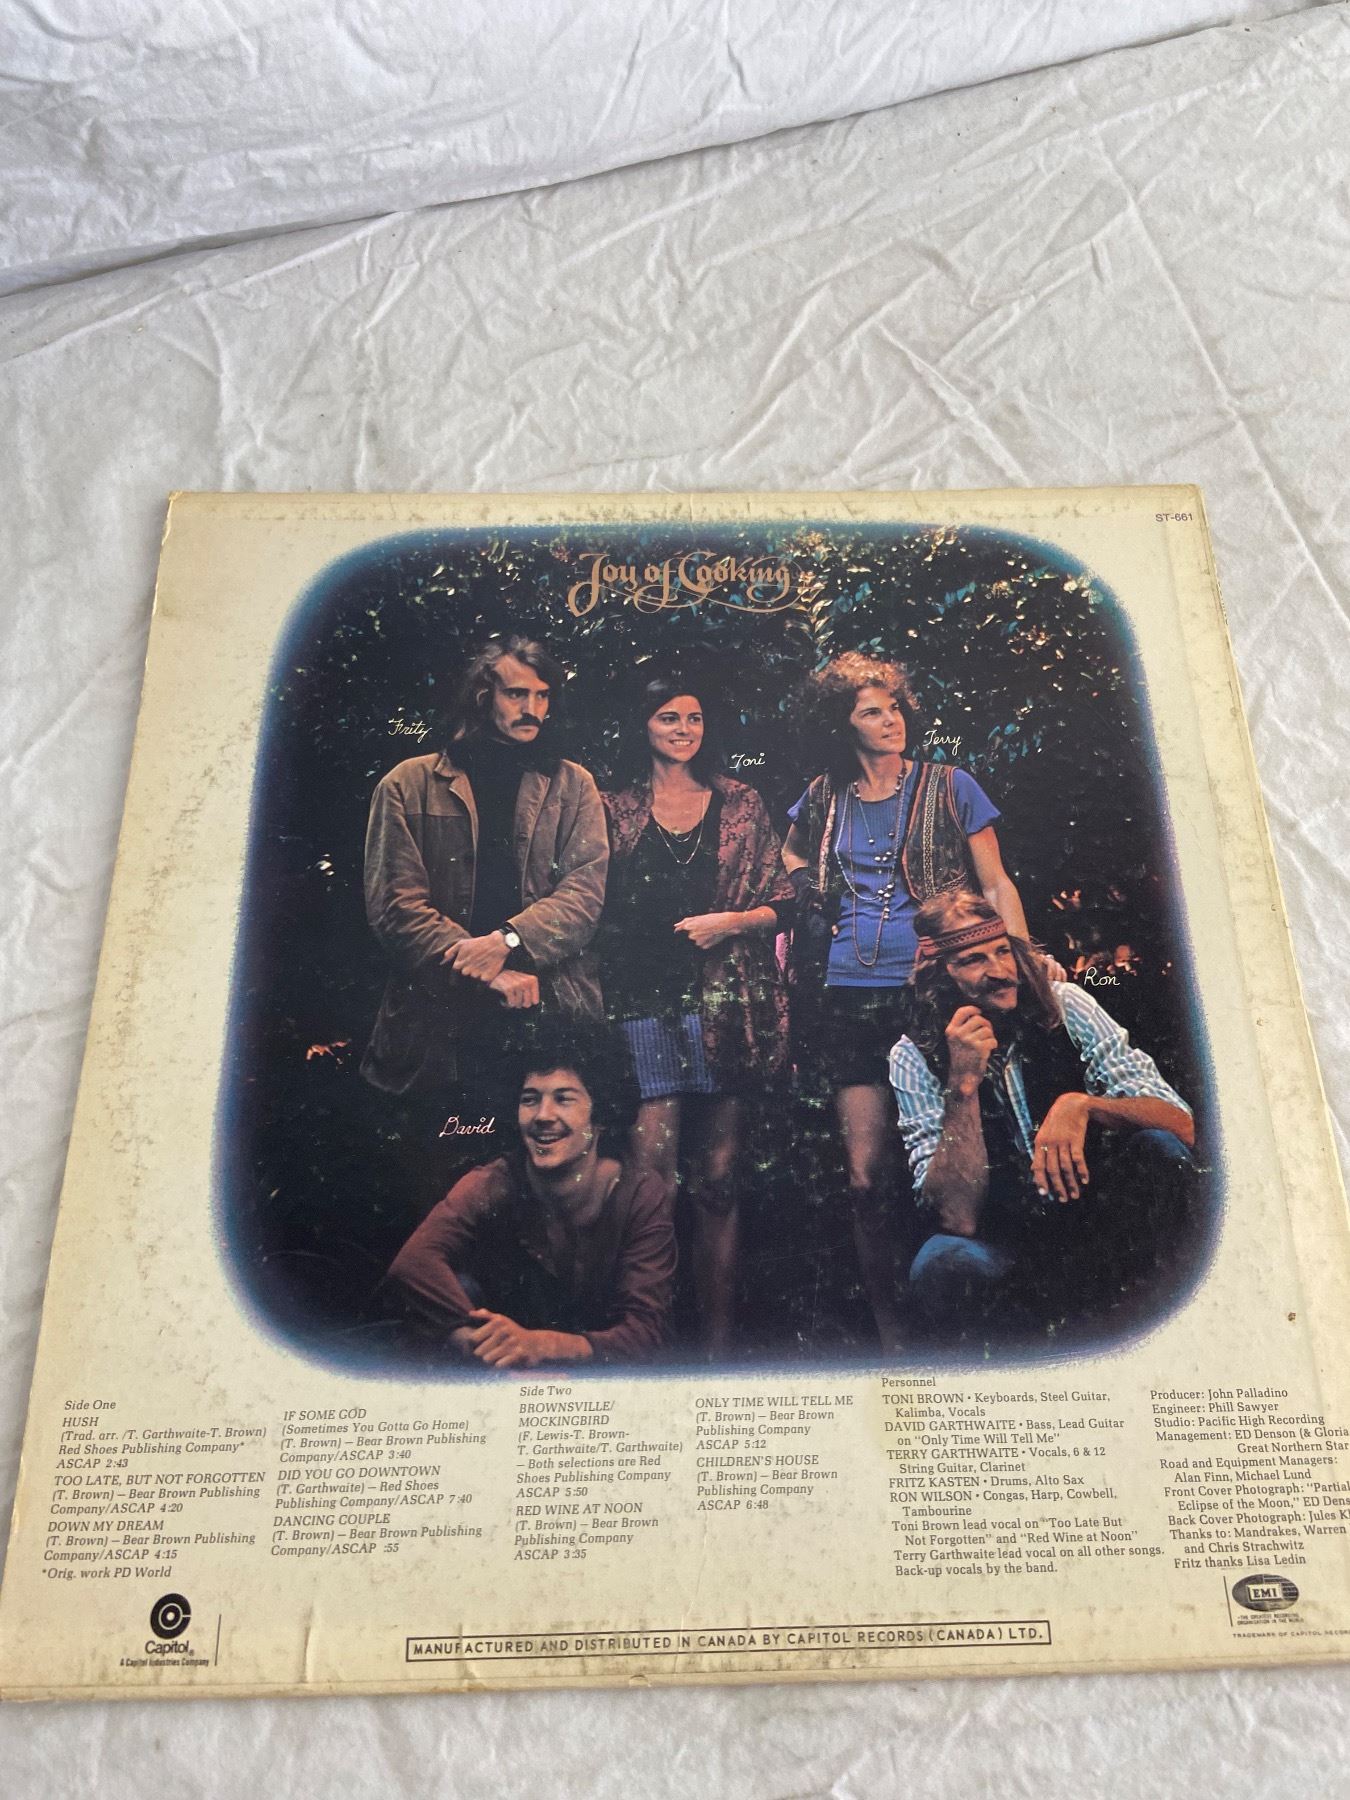 ST-661
Joy of Cooking
Fritz
Toni
Terry
Ron
David
Side One
HUSH
(Trad. arr. /T. Garthwaite-T. Brown)
Red Shoes Publishing Company*
ASCAP 2:43
TOO LATE, BUT NOT FORGOTTEN
(T. Brown) – Bear Brown Publishing
Company/ASCAP 4:20
DOWN MY DREAM
(T. Brown) – Bear Brown Publishing
Company/ASCAP 4:15
*Orig. work PD World
IF SOME GOD
(Sometimes You Gotta Go Home)
(T. Brown) – Bear Brown Publishing
Company/ASCAP 3:40
DID YOU GO DOWNTOWN
(T. Garthwaite) – Red Shoes
Publishing Company/ASCAP 7:40
DANCING COUPLE
(T. Brown) – Bear Brown Publishing
Company/ASCAP :55
Side Two
BROWNSVILLE/
MOCKINGBIRD
(F. Lewis-T. Brown-
T. Garthwaite/T. Garthwaite)
– Both selections are Red
Shoes Publishing Company
ASCAP 5:50
RED WINE AT NOON
(T. Brown) – Bear Brown
Publishing Company
ASCAP 3:35
ONLY TIME WILL TELL ME
(T. Brown) – Bear Brown
Publishing Company
ASCAP 5:12
CHILDREN'S HOUSE
(T. Brown) – Bear Brown
Publishing Company
ASCAP 6:48
Personnel
TONI BROWN • Keyboards, Steel Guitar,
Kalimba, Vocals
DAVID GARTHWAITE • Bass, Lead Guitar
on "Only Time Will Tell Me"
TERRY GARTHWAITE • Vocals, 6 & 12
String Guitar, Clarinet
FRITZ KASTEN • Drums, Alto Sax
RON WILSON • Congas, Harp, Cowbell,
Tambourine
Toni Brown lead vocal on "Too Late But
Not Forgotten" and "Red Wine at Noon"
Terry Garthwaite lead vocal on all other songs.
Back-up vocals by the band.
Producer: John Palladino
Engineer: Phill Sawyer
Studio: Pacific High Recording
Management: ED Denson (& Gloria
Great Northern Star
Road and Equipment Managers:
Alan Finn, Michael Lund
Front Cover Photograph: "Partial
Eclipse of the Moon," ED Dens
Back Cover Photograph: Jules
Thanks to: Mandrakes, Warren
and Chris Strachwitz
Fritz thanks Lisa Ledin
Capitol®
A Capitol Industries Company
MANUFACTURED AND DISTRIBUTED IN CANADA BY CAPITOL RECORDS (CANADA) LTD.
EMI
•THE GREATEST RECORDING
ORGANISATION IN THE WORLD
TRADEMARK OF CAPITOL RECOR